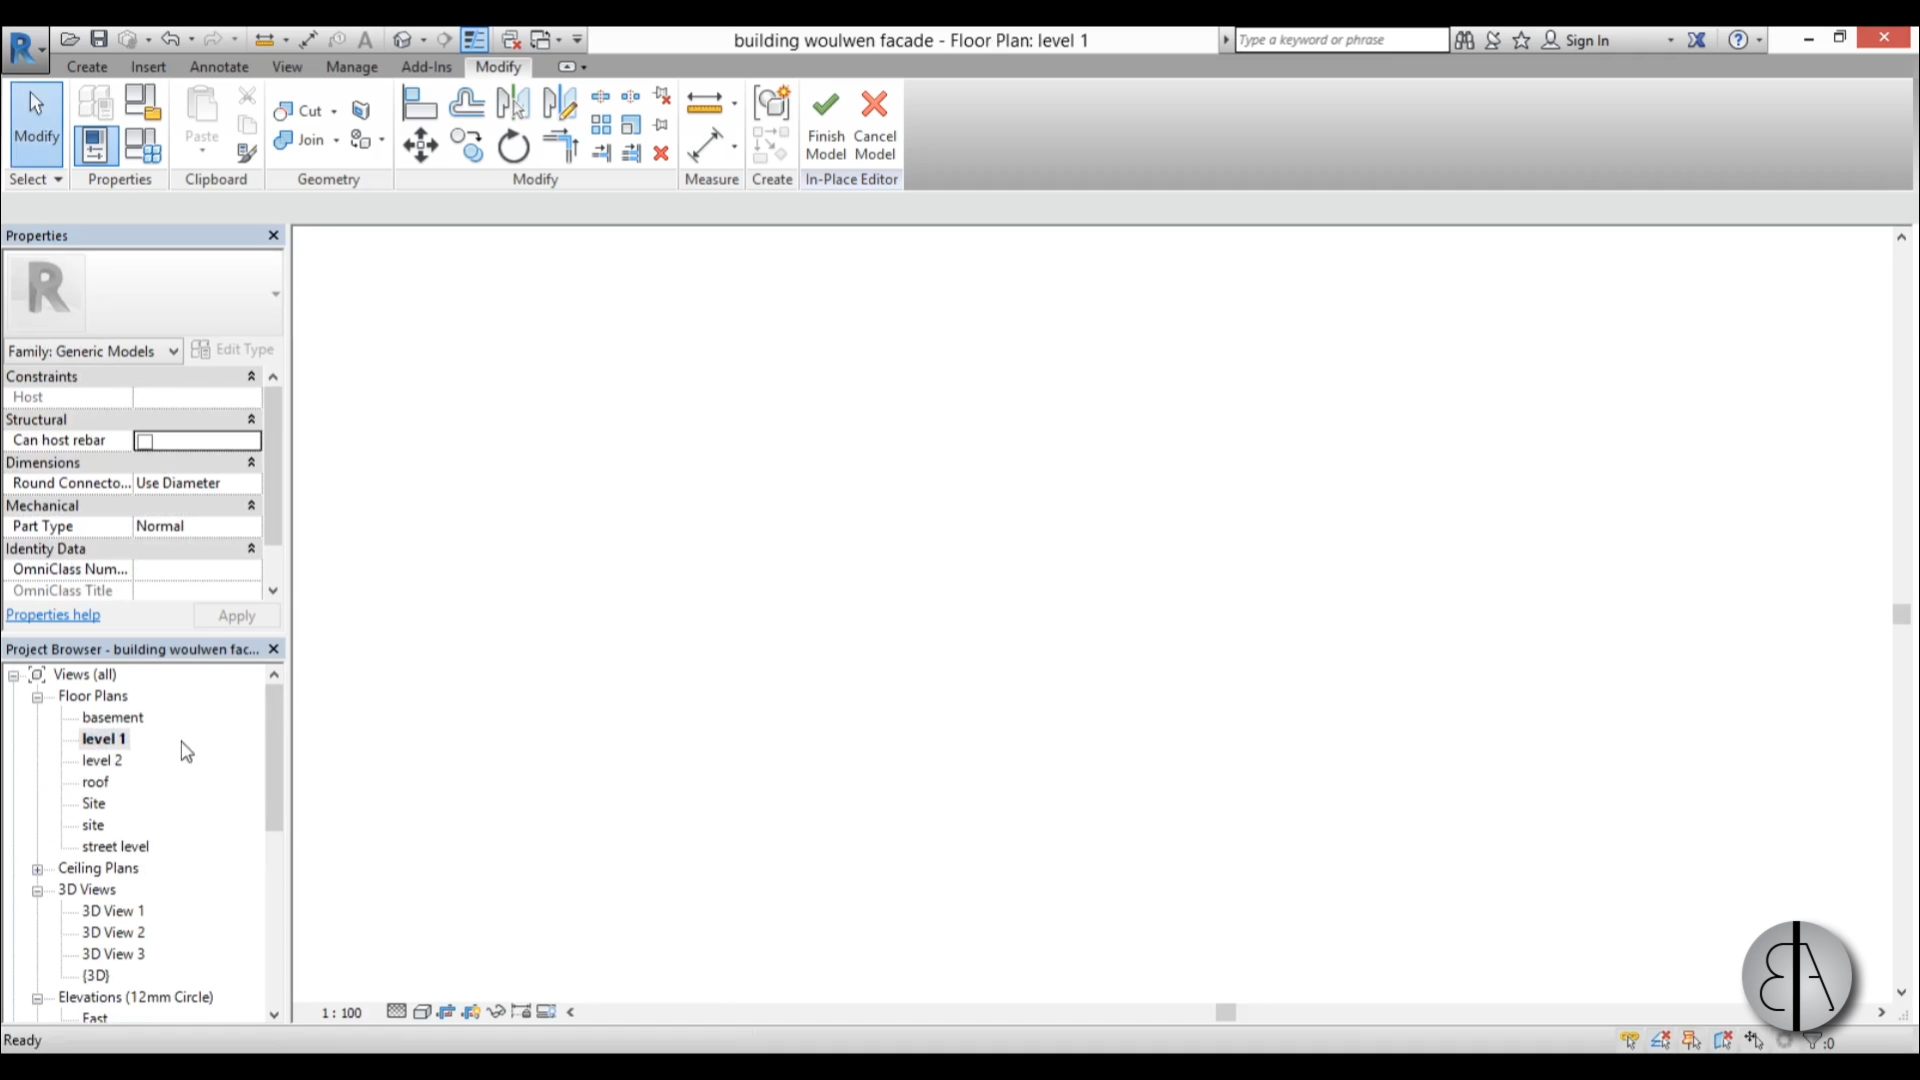 building woulwen facade - Floor Plan: level 1
Type a keyword or phrase
Sign In
Create Insert Annotate View Manage Add-Ins Modify
Modify
Paste
Cut
Join
Finish Model
Cancel Model
Select Properties Clipboard Geometry Modify Measure Create In-Place Editor
Properties
Family: Generic Models Edit Type
Constraints
Host
Structural
Can host rebar
Dimensions
Round Connecto... Use Diameter
Mechanical
Part Type Normal
Identity Data
OmniClass Num...
OmniClass Title
Properties help Apply
Project Browser - building woulwen fac...
Views (all)
Floor Plans
basement
level 1
level 2
roof
Site
site
street level
Ceiling Plans
3D Views
3D View 1
3D View 2
3D View 3
{3D}
Elevations (12mm Circle)
East
1 : 100
Ready
:0